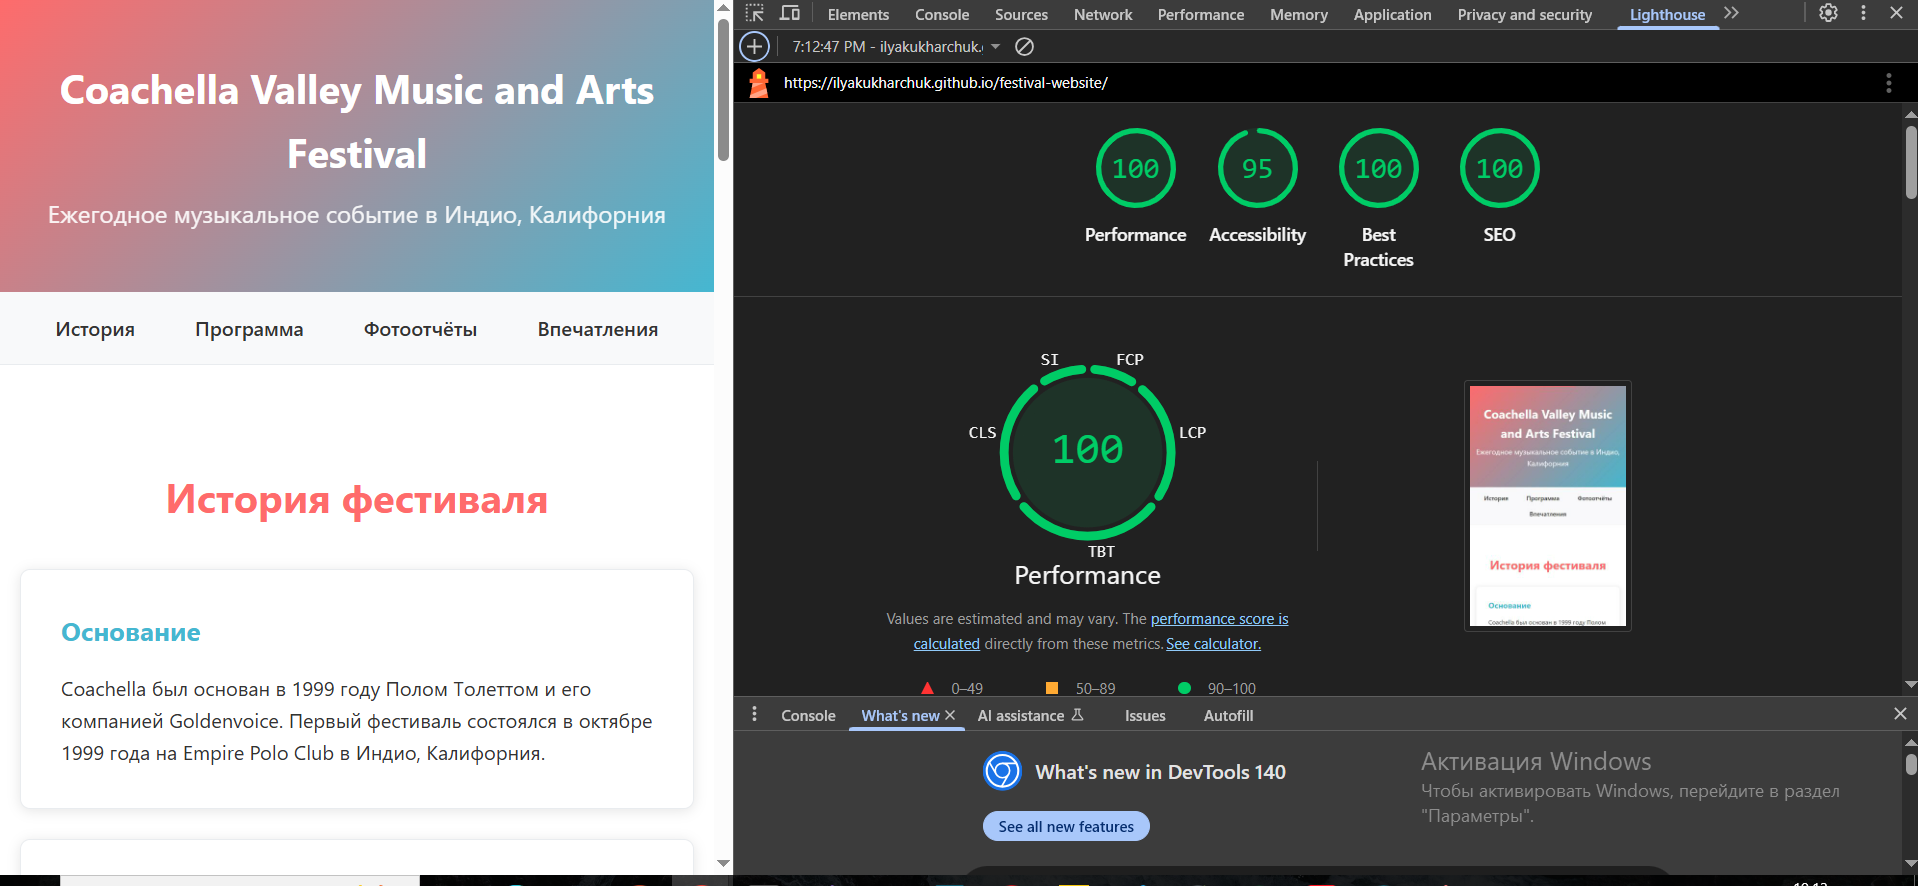 Coachella Valley Music and Arts
Festival
Ежегодное музыкальное событие в Индио, Калифорния
История Программа Фотоотчёты Впечатления
История фестиваля
Основание
Coachella был основан в 1999 году Полом Толеттом и его
компанией Goldenvoice. Первый фестиваль состоялся в октябре
1999 года на Empire Polo Club в Индио, Калифорния.
Elements Console Sources Network Performance Memory Application Privacy and security Lighthouse
7:12:47 PM - ilyakukharchuk.
https://ilyakukharchuk.github.io/festival-website/
100 95 100 100
Performance Accessibility Best SEO
Practices
SI FCP
CLS LCP
100
TBT
Performance
Values are estimated and may vary. The performance score is
calculated directly from these metrics. See calculator.
0–49 50–89 90–100
Coachella Valley Music
and Arts Festival
Ежегодное музыкальное событие в Индио,
Калифорния
История Программа Фотоотчёты
Впечатления
История фестиваля
Основание
Coachella был основан в 1999 году Полом
Console What's new AI assistance Issues Autofill
What's new in DevTools 140
See all new features
Активация Windows
Чтобы активировать Windows, перейдите в раздел
"Параметры".